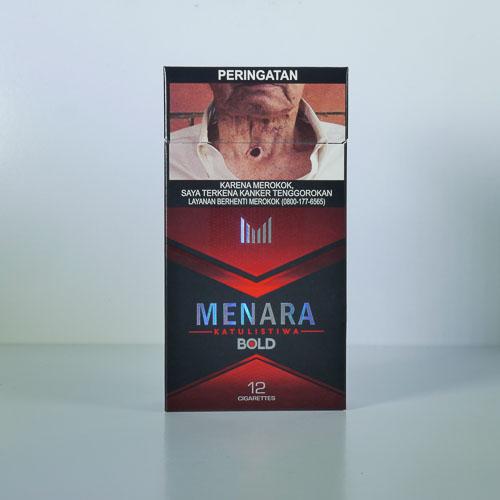 PERINGATAN
KARENA MEROKOK,
SAYA TERKENA KANKER TENGGOROKAN
LAYANAN BERHENTI MEROKOK (0800-177-6565)
MENARA
KATULISTIWA
BOLD
12
CIGARETTES